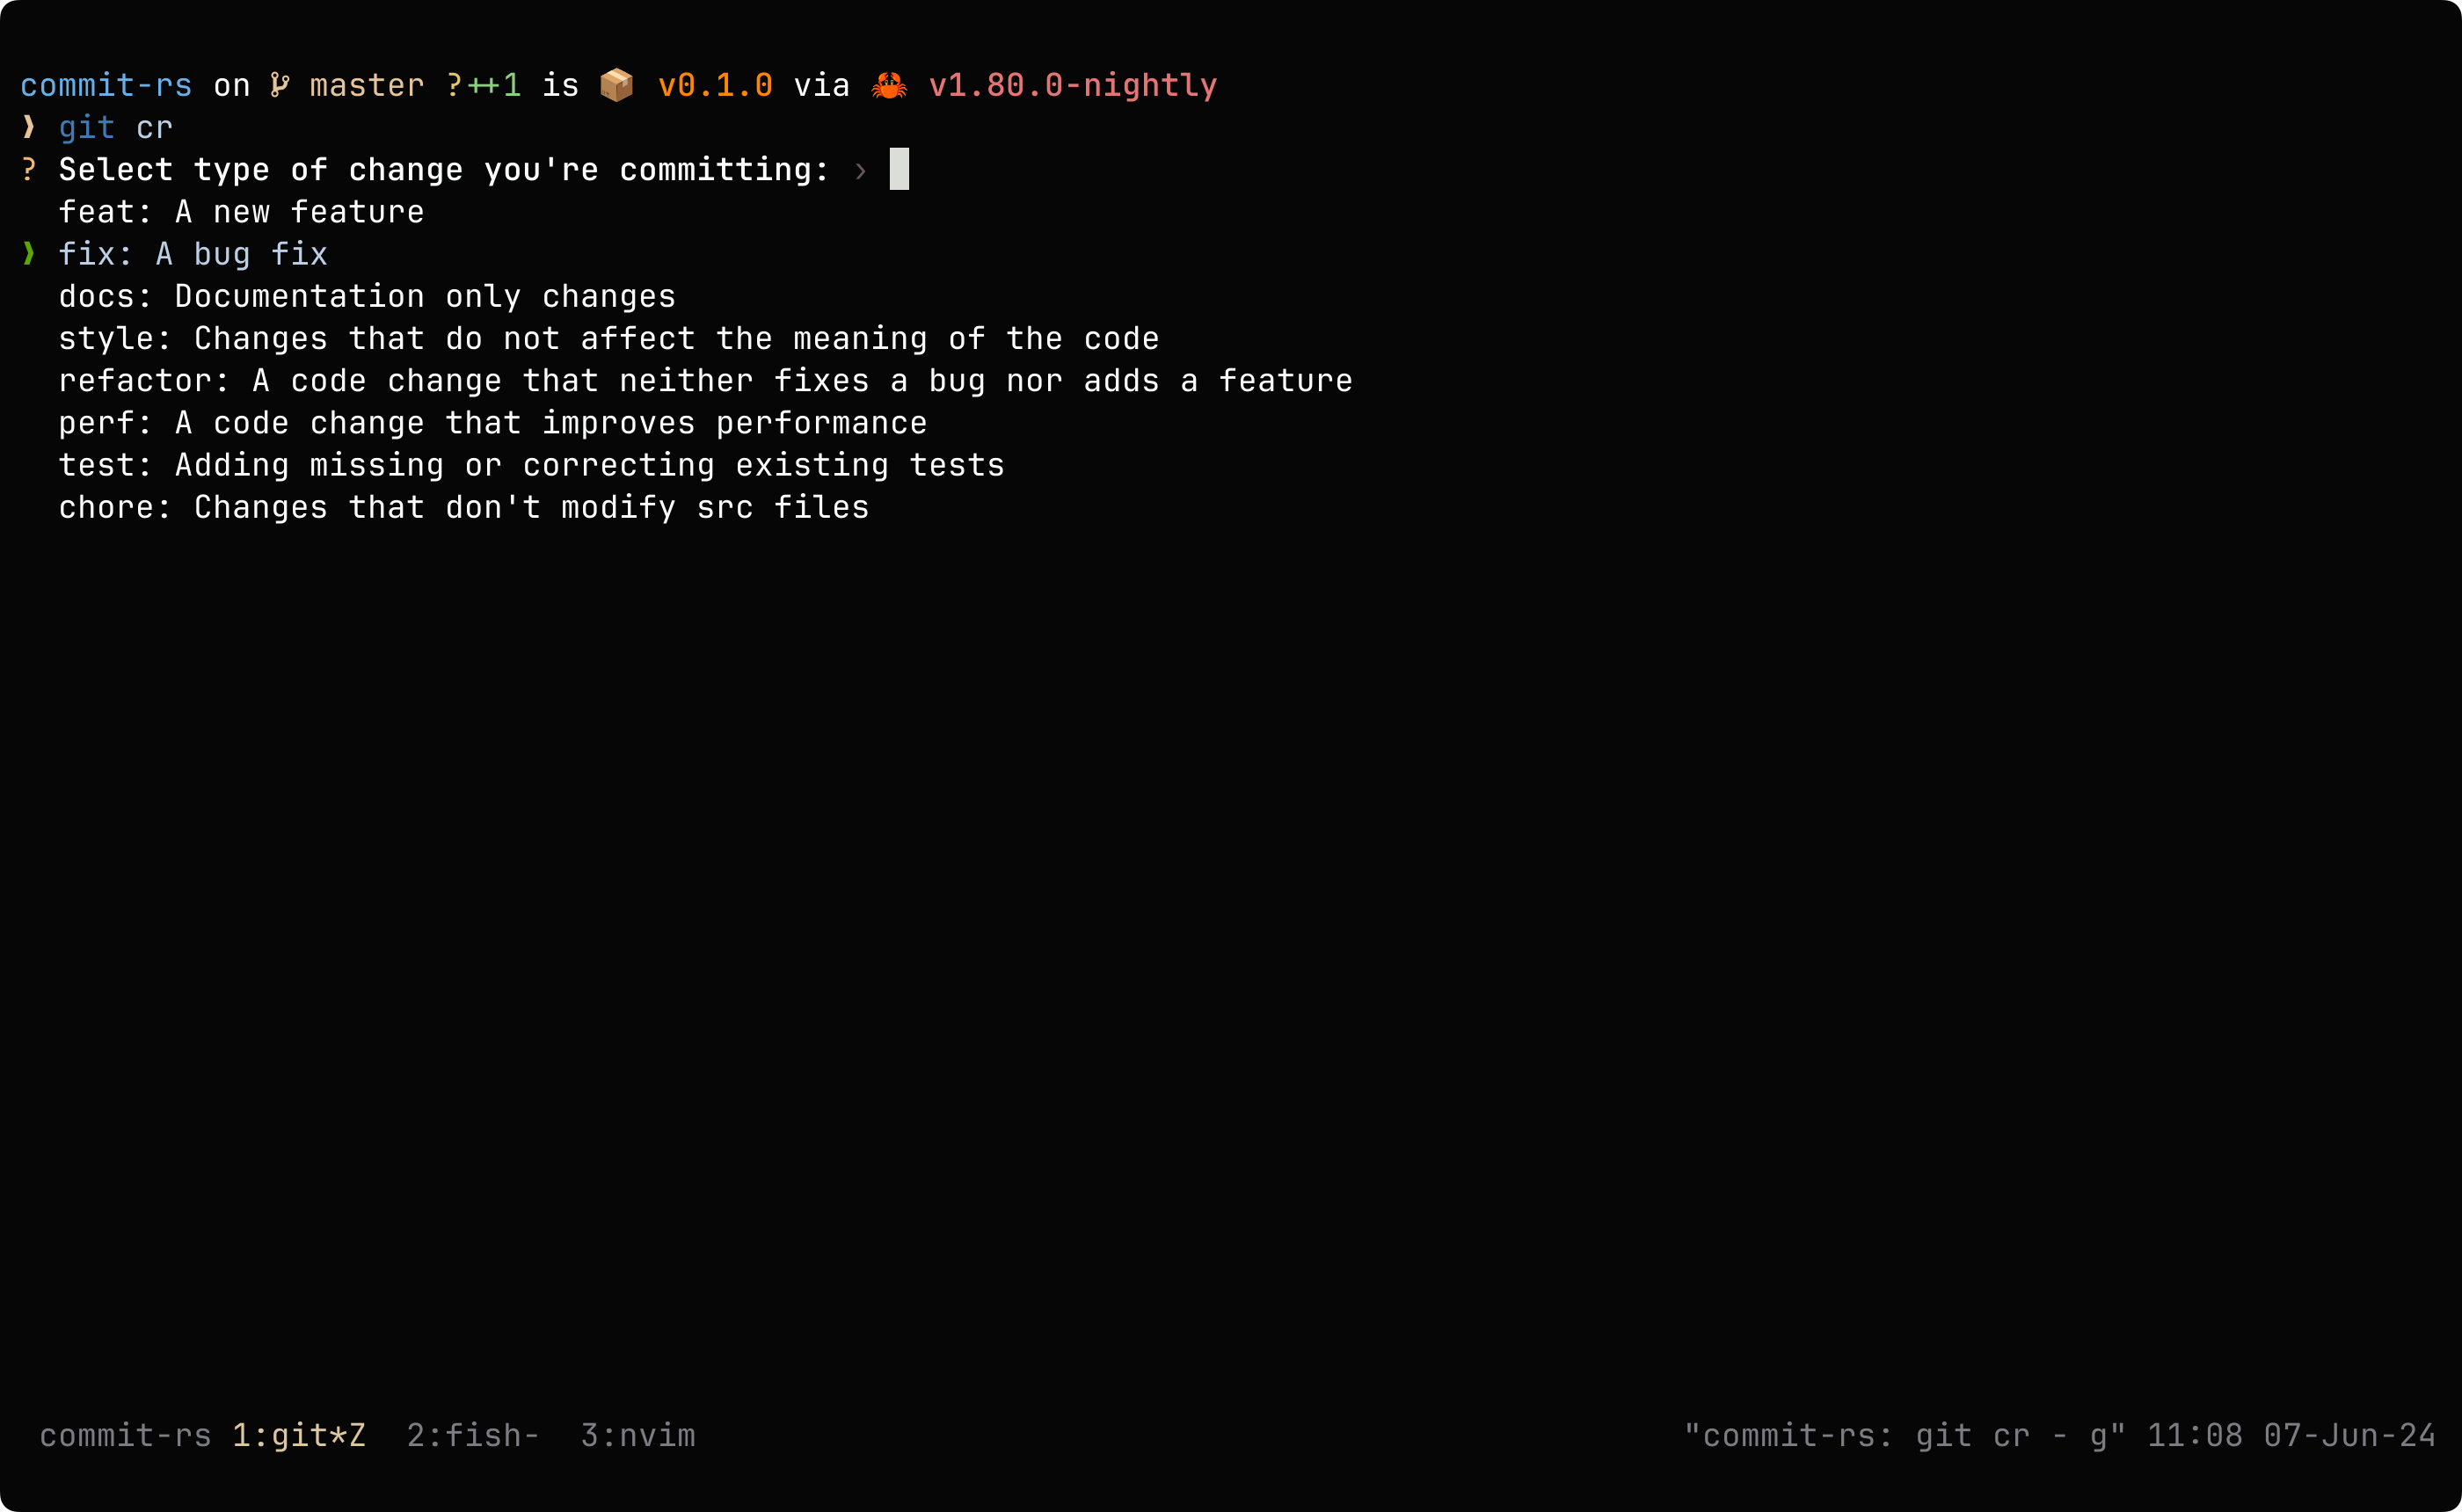 commit-rs on master ?++1 is 📦 v0.1.0 via 🦀 v1.80.0-nightly
❱ git cr
? Select type of change you're committing: ›
feat: A new feature
❱ fix: A bug fix
docs: Documentation only changes
style: Changes that do not affect the meaning of the code
refactor: A code change that neither fixes a bug nor adds a feature
perf: A code change that improves performance
test: Adding missing or correcting existing tests
chore: Changes that don't modify src files
commit-rs 1:git*Z 2:fish- 3:nvim "commit-rs: git cr - g" 11:08 07-Jun-24